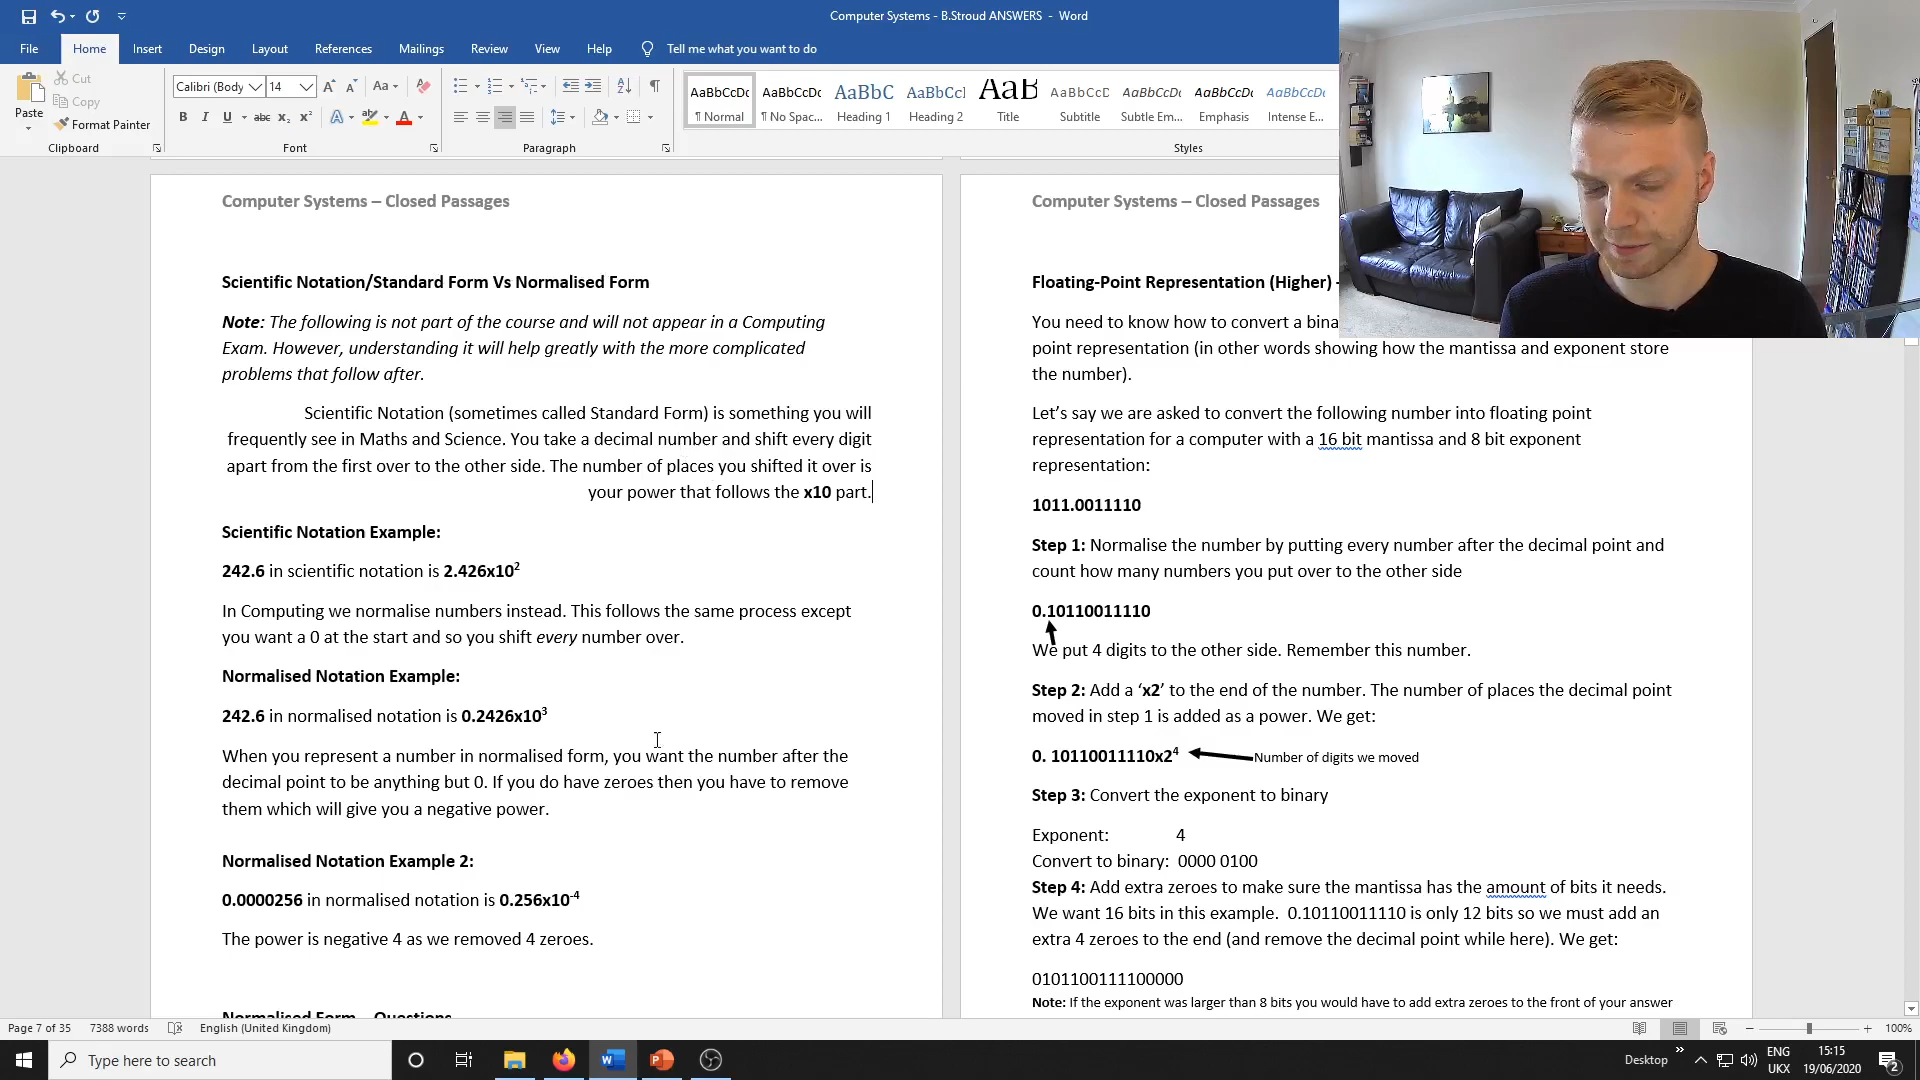 Computer Systems - B.Stroud ANSWERS - Word
File Home Insert Design Layout References Mailings Review View Help Tell me what you want to do
Paste
Cut
Copy
Format Painter
Clipboard
Calibri (Body 14
Font
Paragraph
AaBbCcDc AaBbCcDc AaBbC AaBbCcI AaB AaBbCcD AaBbCcDc AaBbCcDc AaBbCcDc
¶ Normal ¶ No Spac... Heading 1 Heading 2 Title Subtitle Subtle Em... Emphasis Intense E...
Styles
Computer Systems – Closed Passages
Scientific Notation/Standard Form Vs Normalised Form
Note: The following is not part of the course and will not appear in a Computing
Exam. However, understanding it will help greatly with the more complicated
problems that follow after.
Scientific Notation (sometimes called Standard Form) is something you will
frequently see in Maths and Science. You take a decimal number and shift every digit
apart from the first over to the other side. The number of places you shifted it over is
your power that follows the x10 part.
Scientific Notation Example:
242.6 in scientific notation is 2.426x10²
In Computing we normalise numbers instead. This follows the same process except
you want a 0 at the start and so you shift every number over.
Normalised Notation Example:
242.6 in normalised notation is 0.2426x10³
When you represent a number in normalised form, you want the number after the
decimal point to be anything but 0. If you do have zeroes then you have to remove
them which will give you a negative power.
Normalised Notation Example 2:
0.0000256 in normalised notation is 0.256x10⁻⁴
The power is negative 4 as we removed 4 zeroes.
Normalised Form – Questions
Computer Systems – Closed Passages
Floating-Point Representation (Higher) -
You need to know how to convert a bina
point representation (in other words showing how the mantissa and exponent store
the number).
Let’s say we are asked to convert the following number into floating point
representation for a computer with a 16 bit mantissa and 8 bit exponent
representation:
1011.0011110
Step 1: Normalise the number by putting every number after the decimal point and
count how many numbers you put over to the other side
0.10110011110
We put 4 digits to the other side. Remember this number.
Step 2: Add a ‘x2’ to the end of the number. The number of places the decimal point
moved in step 1 is added as a power. We get:
0. 10110011110x2⁴ Number of digits we moved
Step 3: Convert the exponent to binary
Exponent: 4
Convert to binary: 0000 0100
Step 4: Add extra zeroes to make sure the mantissa has the amount of bits it needs.
We want 16 bits in this example. 0.10110011110 is only 12 bits so we must add an
extra 4 zeroes to the end (and remove the decimal point while here). We get:
0101100111100000
Note: If the exponent was larger than 8 bits you would have to add extra zeroes to the front of your answer
Page 7 of 35 7388 words English (United Kingdom) 100%
Type here to search
Desktop
ENG
UKX
15:15
19/06/2020
2